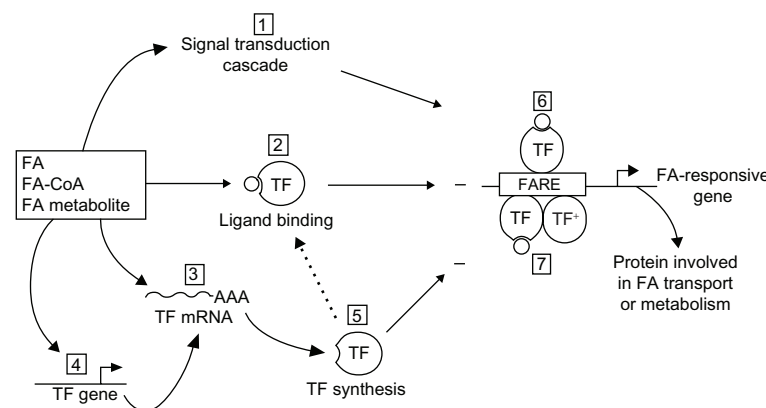 1
Signal transduction
cascade
FA
FA-CoA
FA metabolite
2
TF
Ligand binding
3
AAA
TF mRNA
4
TF gene
5
TF
TF synthesis
6
TF
FARE
TF
TF+
7
FA-responsive
gene
Protein involved
in FA transport
or metabolism